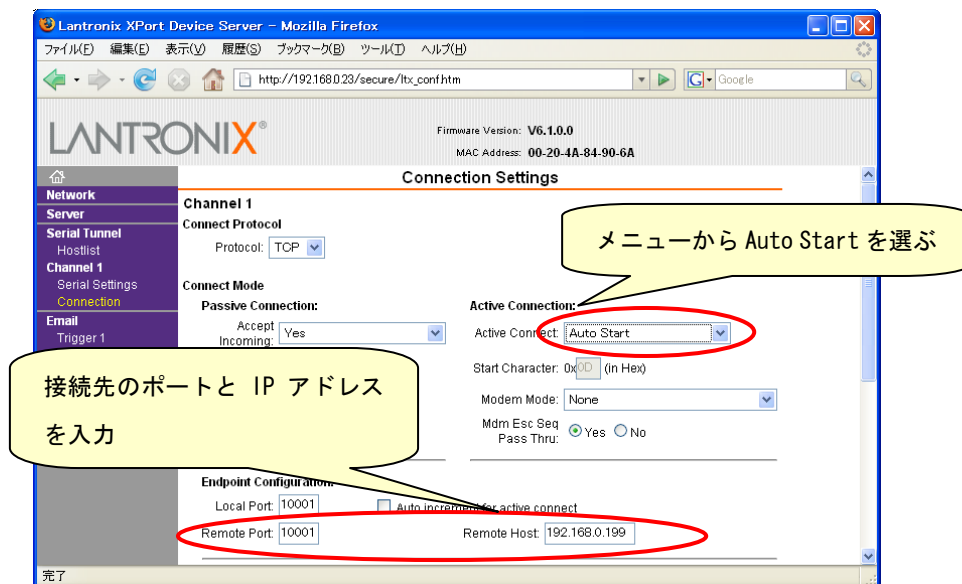 Lantronix XPort Device Server - Mozilla Firefox
ファイル(F) 編集(E) 表示(V) 履歴(S) ブックマーク(B) ツール(T) ヘルプ(H)
http://192.168.0.23/secure/ltx_conf.htm
G Google
LANTRONIX®
Firmware Version: V6.1.0.0
MAC Address: 00-20-4A-84-90-6A
Network
Server
Serial Tunnel
Hostlist
Channel 1
Serial Settings
Connection
Email
Trigger 1
Connection Settings
Channel 1
Connect Protocol
Protocol: TCP
メニューから Auto Start を選ぶ
Connect Mode
Passive Connection:
Accept Incoming: Yes
Active Connection:
Active Connect: Auto Start
Start Character: 0x0D (in Hex)
Modem Mode: None
Mdm Esc Seq Pass Thru: Yes No
接続先のポートと IP アドレス
を入力
Endpoint Configuration:
Local Port: 10001 Auto increment for active connect
Remote Port: 10001 Remote Host: 192.168.0.199
完了